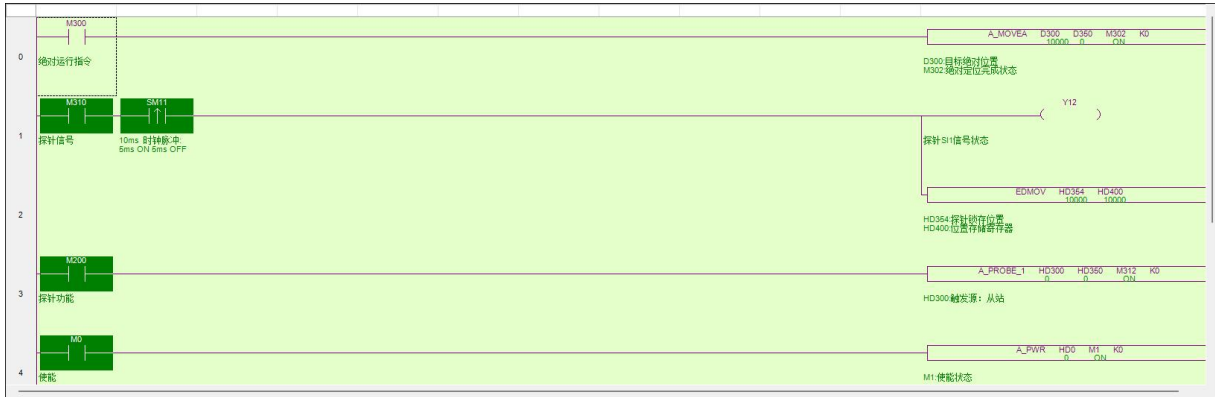 M300
A_MOVEA D300 D350 M302 K0
10000 0 ON
0
绝对运行指令
D300:目标绝对位置
M302:绝对定位完成状态
M310 SM11 Y12
1
探针信号
10ms 时钟脉冲:
5ms ON 5ms OFF
探针SI1信号状态
EDMOV HD354 HD400
10000 10000
2
HD354:探针锁存位置
HD400:位置存储寄存器
M200
A_PROBE_1 HD300 HD350 M312 K0
0 0 ON
3
探针功能
HD300:触发源：从站
M0
A_PWR HD0 M1 K0
0 ON
4
使能
M1:使能状态